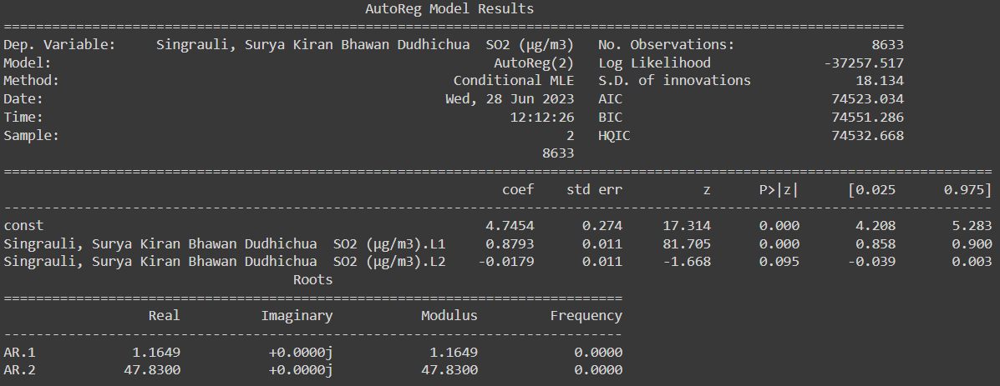 AutoReg Model Results
==============================================================================================================
Dep. Variable: Singrauli, Surya Kiran Bhawan Dudhichua  SO2 (µg/m3) No. Observations: 8633
Model: AutoReg(2) Log Likelihood -37257.517
Method: Conditional MLE S.D. of innovations 18.134
Date: Wed, 28 Jun 2023 AIC 74523.034
Time: 12:12:26 BIC 74551.286
Sample: 2 HQIC 74532.668
8633
===========================================================================================================================
coef std err z P>|z| [0.025 0.975]
---------------------------------------------------------------------------------------------------------------------------
const 4.7454 0.274 17.314 0.000 4.208 5.283
Singrauli, Surya Kiran Bhawan Dudhichua  SO2 (µg/m3).L1 0.8793 0.011 81.705 0.000 0.858 0.900
Singrauli, Surya Kiran Bhawan Dudhichua  SO2 (µg/m3).L2 -0.0179 0.011 -1.668 0.095 -0.039 0.003
Roots
=============================================================================
Real Imaginary Modulus Frequency
-----------------------------------------------------------------------------
AR.1 1.1649 +0.0000j 1.1649 0.0000
AR.2 47.8300 +0.0000j 47.8300 0.0000
-----------------------------------------------------------------------------